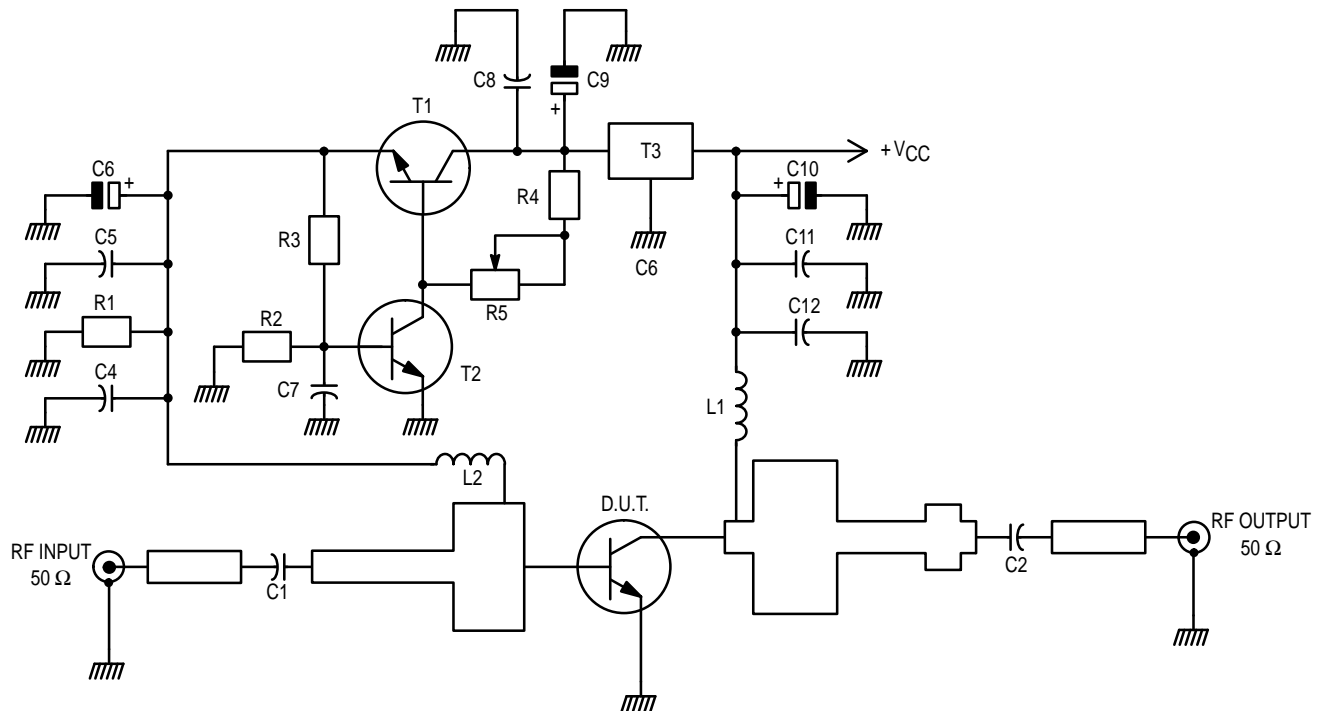 C8
C9
+
T1
T3
+VCC
C6
+
R4
+
C10
R3
C6
C5
C11
R5
R1
R2
C12
C4
C7
T2
L1
L2
D.U.T.
RF INPUT
50 Ω
C1
C2
RF OUTPUT
50 Ω